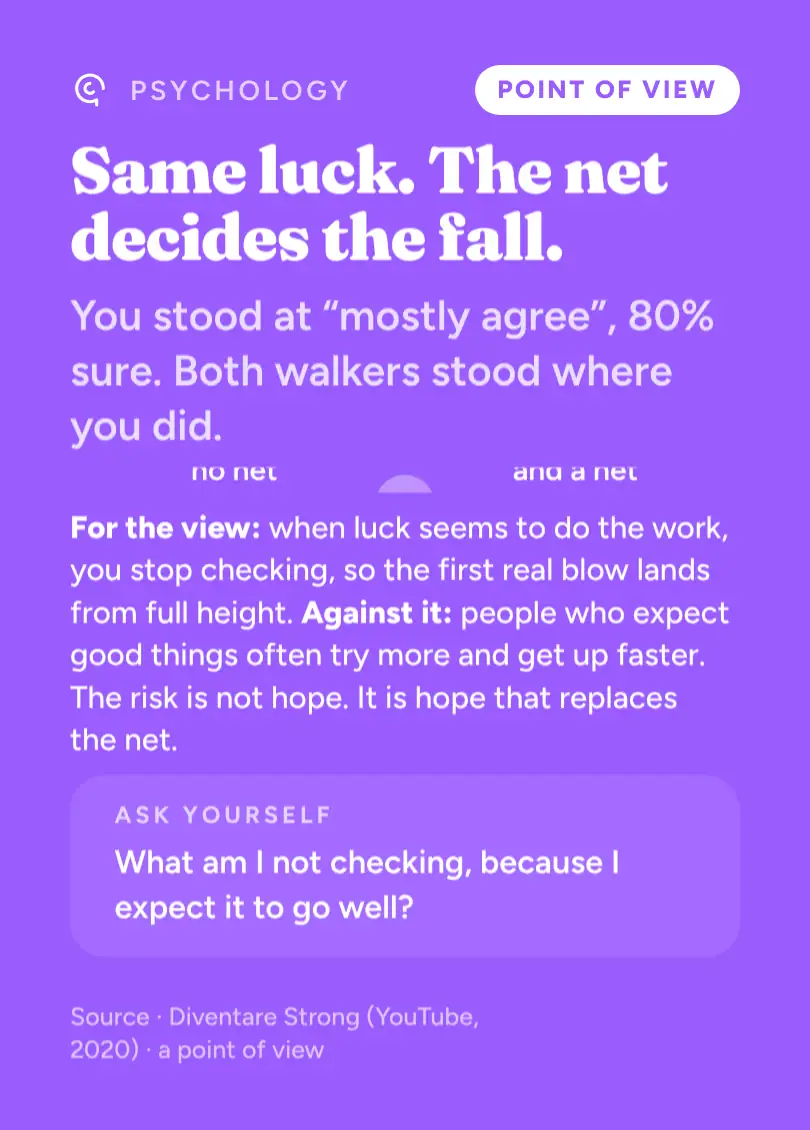 PSYCHOLOGY
POINT OF VIEW
Same luck. The net
decides the fall.
You stood at “mostly agree”, 80%
sure. Both walkers stood where
you did.
no net
and a net
For the view: when luck seems to do the work,
you stop checking, so the first real blow lands
from full height. Against it: people who expect
good things often try more and get up faster.
The risk is not hope. It is hope that replaces
the net.
ASK YOURSELF
What am I not checking, because I
expect it to go well?
Source · Diventare Strong (YouTube,
2020) · a point of view